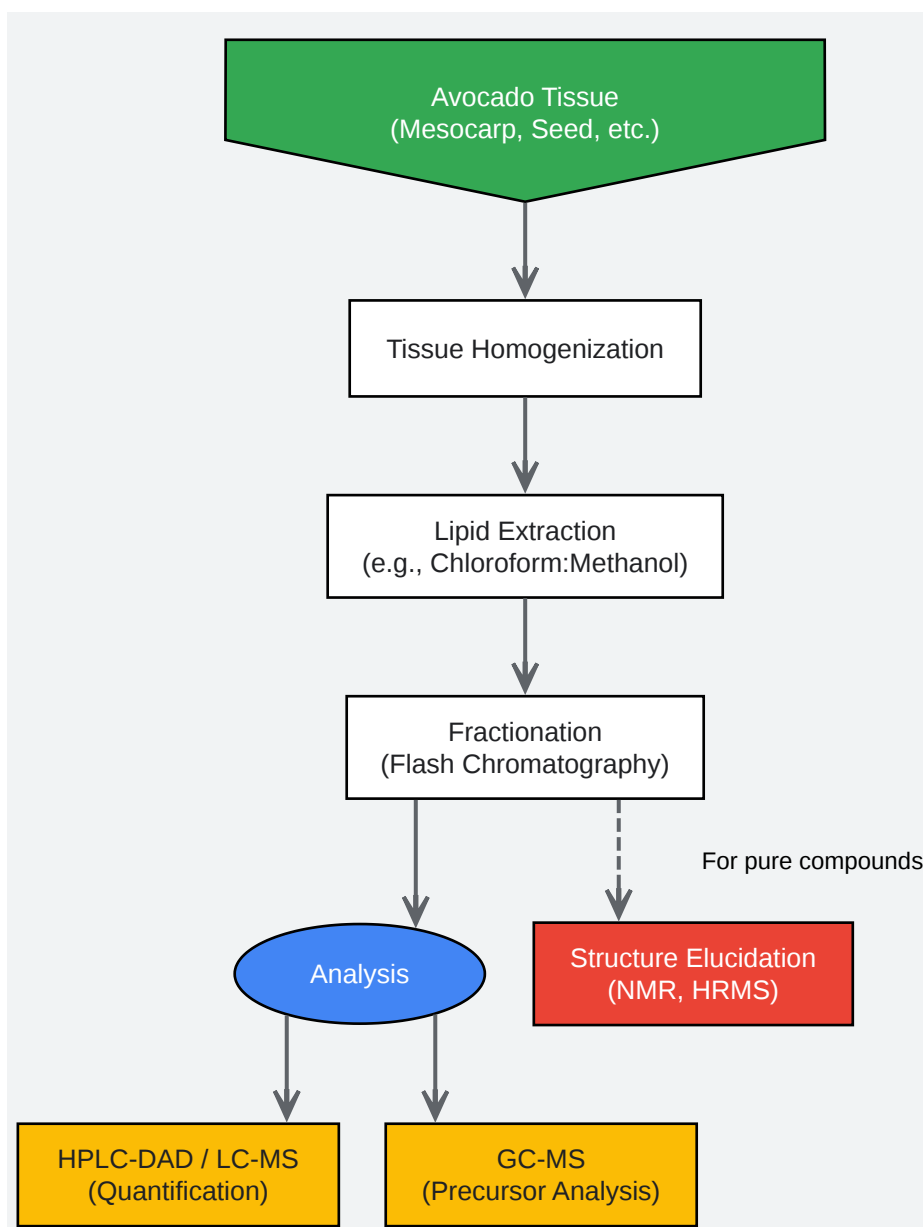 Avocado Tissue
(Mesocarp, Seed, etc.)
Tissue Homogenization
Lipid Extraction
(e.g., Chloroform:Methanol)
Fractionation
(Flash Chromatography)
For pure compounds
Analysis
Structure Elucidation
(NMR, HRMS)
HPLC-DAD / LC-MS
(Quantification)
GC-MS
(Precursor Analysis)